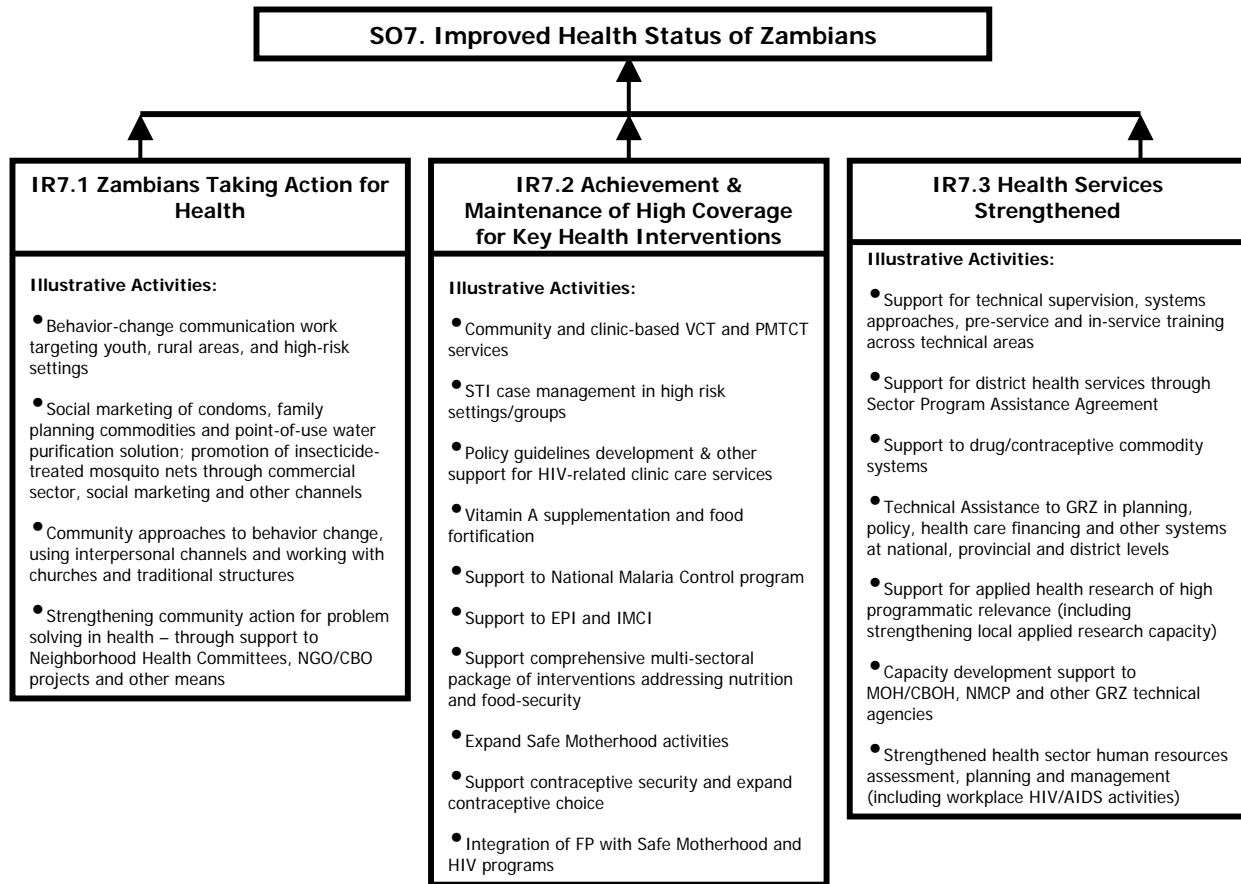 SO7. Improved Health Status of Zambians
IR7.1 Zambians Taking Action for
Health
Illustrative Activities:
•Behavior-change communication work
targeting youth, rural areas, and high-risk
settings
•Social marketing of condoms, family
planning commodities and point-of-use water
purification solution; promotion of insecticide-
treated mosquito nets through commercial
sector, social marketing and other channels
•Community approaches to behavior change,
using interpersonal channels and working with
churches and traditional structures
•Strengthening community action for problem
solving in health – through support to
Neighborhood Health Committees, NGO/CBO
projects and other means
IR7.2 Achievement &
Maintenance of High Coverage
for Key Health Interventions
Illustrative Activities:
•Community and clinic-based VCT and PMTCT
services
•STI case management in high risk
settings/groups
•Policy guidelines development & other
support for HIV-related clinic care services
•Vitamin A supplementation and food
fortification
•Support to National Malaria Control program
•Support to EPI and IMCI
•Support comprehensive multi-sectoral
package of interventions addressing nutrition
and food-security
•Expand Safe Motherhood activities
•Support contraceptive security and expand
contraceptive choice
•Integration of FP with Safe Motherhood and
HIV programs
IR7.3 Health Services
Strengthened
Illustrative Activities:
•Support for technical supervision, systems
approaches, pre-service and in-service training
across technical areas
•Support for district health services through
Sector Program Assistance Agreement
•Support to drug/contraceptive commodity
systems
•Technical Assistance to GRZ in planning,
policy, health care financing and other systems
at national, provincial and district levels
•Support for applied health research of high
programmatic relevance (including
strengthening local applied research capacity)
•Capacity development support to
MOH/CBOH, NMCP and other GRZ technical
agencies
•Strengthened health sector human resources
assessment, planning and management
(including workplace HIV/AIDS activities)